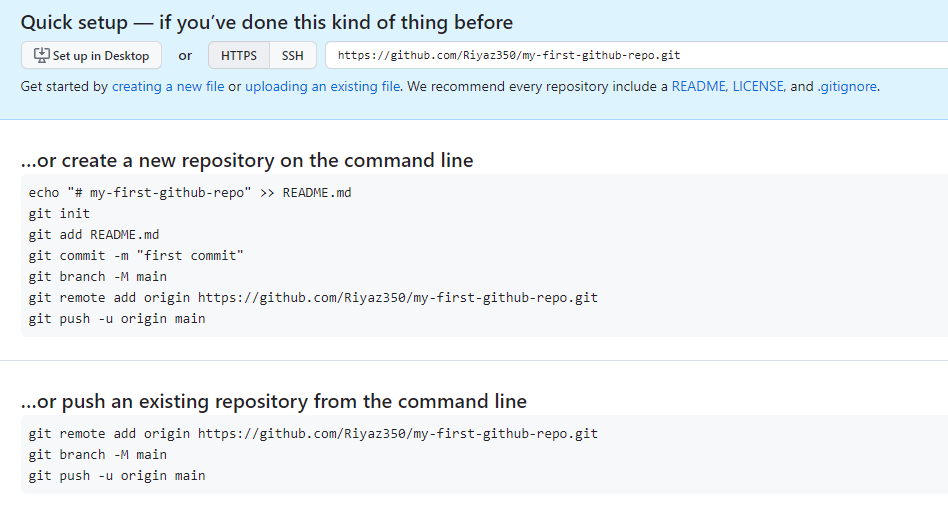 Quick setup — if you’ve done this kind of thing before
Set up in Desktop or HTTPS SSH https://github.com/Riyaz350/my-first-github-repo.git
Get started by creating a new file or uploading an existing file. We recommend every repository include a README, LICENSE, and .gitignore.
…or create a new repository on the command line
echo "# my-first-github-repo" >> README.md
git init
git add README.md
git commit -m "first commit"
git branch -M main
git remote add origin https://github.com/Riyaz350/my-first-github-repo.git
git push -u origin main
…or push an existing repository from the command line
git remote add origin https://github.com/Riyaz350/my-first-github-repo.git
git branch -M main
git push -u origin main